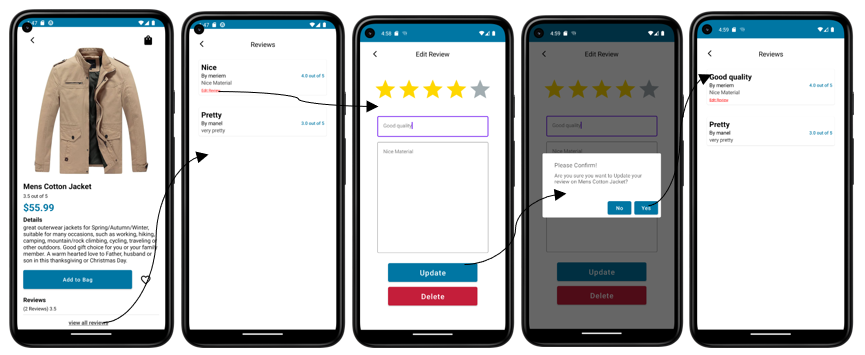 :47
Mens Cotton Jacket
3.5 out of 5
$55.99
Details
great outerwear jackets for Spring/Autumn/Winter,
suitable for many occasions, such as working, hiking,
camping, mountain/rock climbing, cycling, traveling or
other outdoors. Good gift choice for you or your family
member. A warm hearted love to Father, husband or
son in this thanksgiving or Christmas Day.
Add to Bag
Reviews
(2 Reviews) 3.5
view all reviews
:47
Reviews
Nice
By meriem
4.0 out of 5
Nice Material
Edit Review
Pretty
By manel
3.0 out of 5
very pretty
4:58
Edit Review
Good quality
Nice Material
Update
Delete
4:59
Edit Review
Good quality
Nice Material
Please Confirm!
Are you sure you want to Update your
review on Mens Cotton Jacket?
No
Yes
Update
Delete
4:59
Reviews
Good quality
By meriem
4.0 out of 5
Nice Material
Edit Review
Pretty
By manel
3.0 out of 5
very pretty